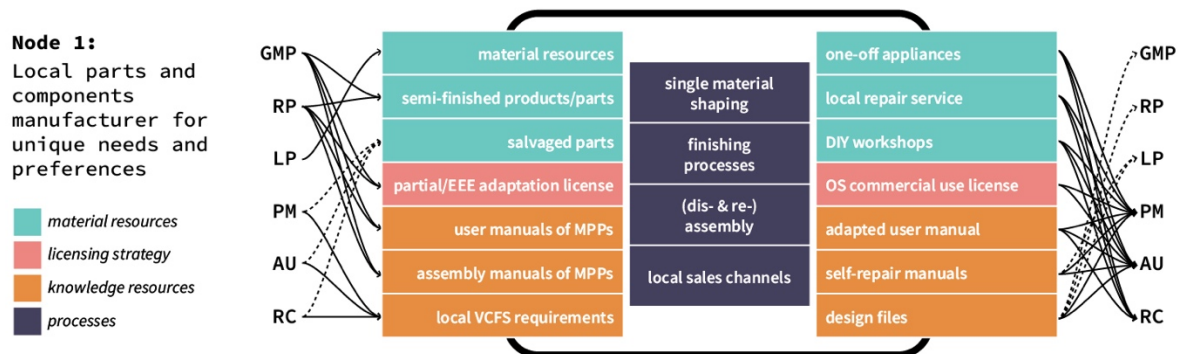 Node 1:
Local parts and
components
manufacturer for
unique needs and
preferences
material resources
licensing strategy
knowledge resources
processes
GMP
RP
LP
PM
AU
RC
material resources
semi-finished products/parts
salvaged parts
partial/EEE adaptation license
user manuals of MPPs
assembly manuals of MPPs
local VCFS requirements
single material
shaping
finishing
processes
(dis- & re-)
assembly
local sales channels
one-off appliances
local repair service
DIY workshops
OS commercial use license
adapted user manual
self-repair manuals
design files
GMP
RP
LP
PM
AU
RC